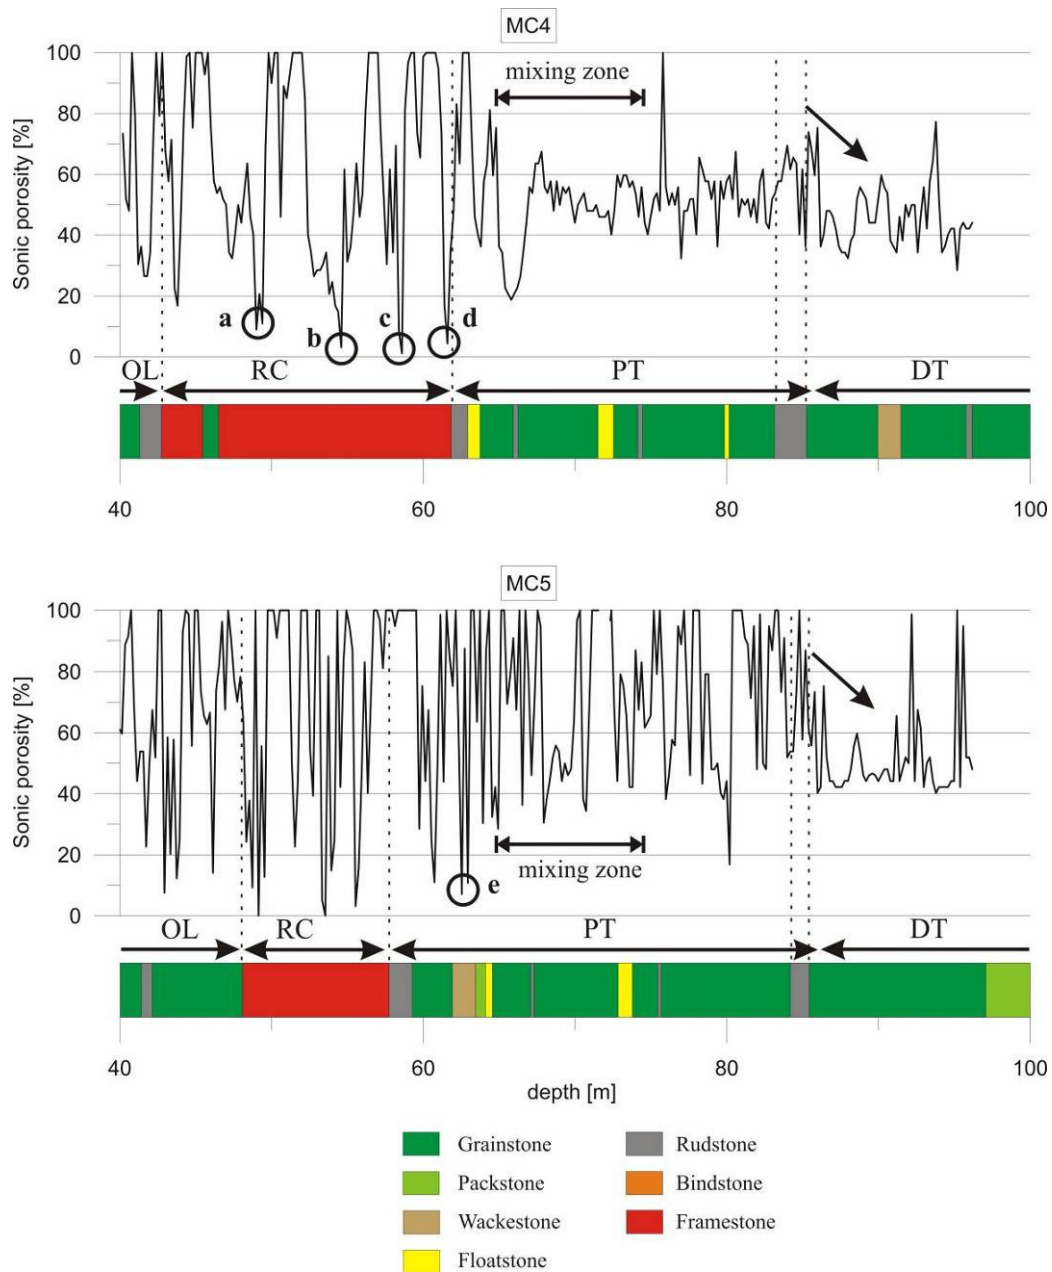 MC4
100
80
60
40
20
0
Sonic porosity [%]
mixing zone
a
b
c
d
OL
RC
PT
DT
40
60
80
100
MC5
100
80
60
40
20
0
Sonic porosity [%]
mixing zone
e
OL
RC
PT
DT
40
60
80
100
depth [m]
Grainstone
Rudstone
Packstone
Bindstone
Wackestone
Framestone
Floatstone